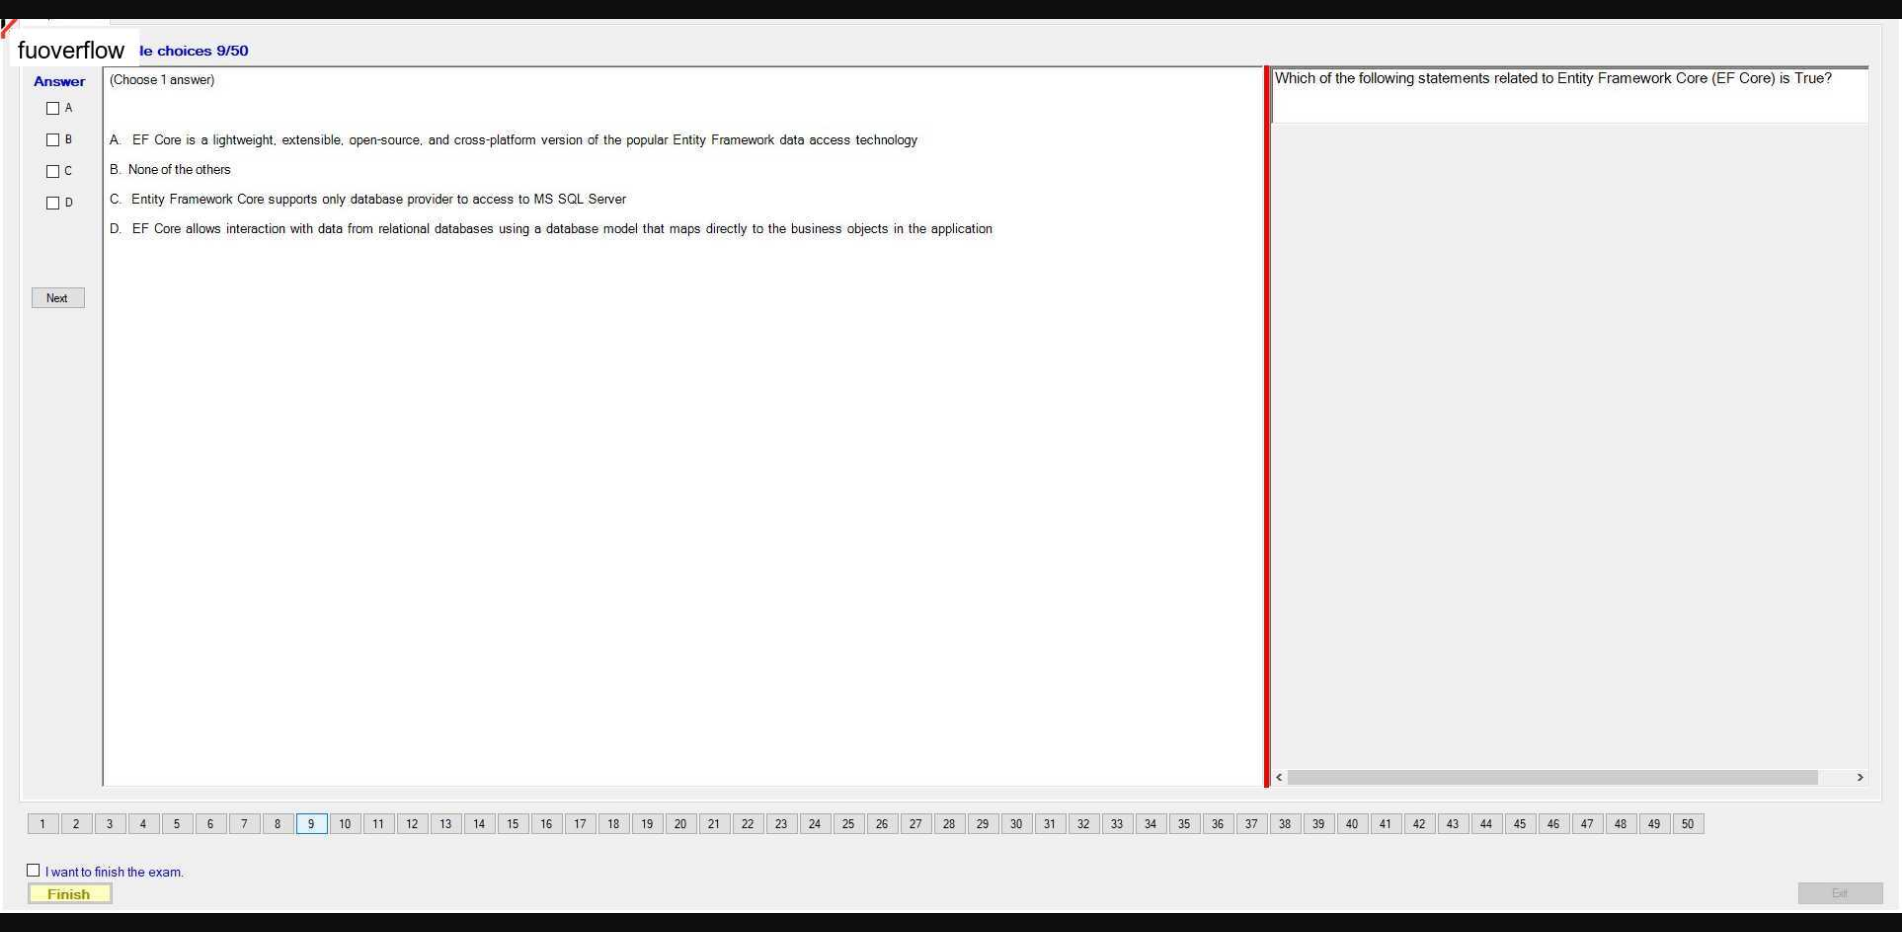 fuoverflow le choices 9/50
Answer
A
B
C
D
Next
(Choose 1 answer)
A. EF Core is a lightweight, extensible, open-source, and cross-platform version of the popular Entity Framework data access technology
B. None of the others
C. Entity Framework Core supports only database provider to access to MS SQL Server
D. EF Core allows interaction with data from relational databases using a database model that maps directly to the business objects in the application
Which of the following statements related to Entity Framework Core (EF Core) is True?
1 2 3 4 5 6 7 8 9 10 11 12 13 14 15 16 17 18 19 20 21 22 23 24 25 26 27 28 29 30 31 32 33 34 35 36 37 38 39 40 41 42 43 44 45 46 47 48 49 50
I want to finish the exam.
Finish
Exit